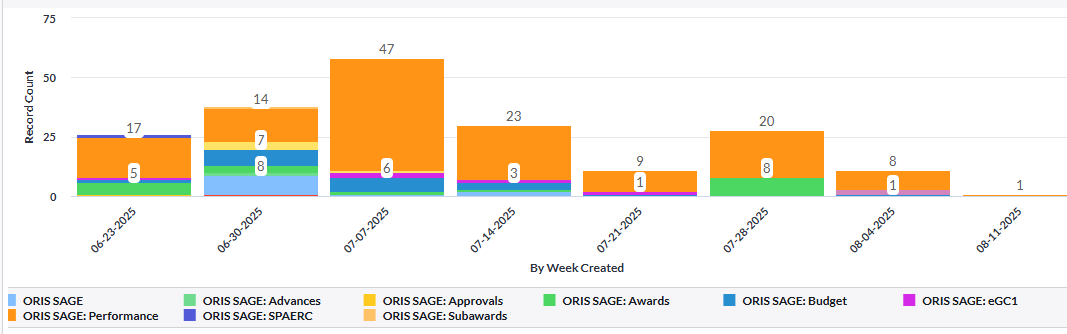 75
50
25
0
Record Count
17
5
14
7
8
47
6
23
3
9
1
20
8
8
1
1
06-23-2025
06-30-2025
07-07-2025
07-14-2025
07-21-2025
07-28-2025
08-04-2025
08-11-2025
By Week Created
ORIS SAGE
ORIS SAGE: Advances
ORIS SAGE: Approvals
ORIS SAGE: Awards
ORIS SAGE: Budget
ORIS SAGE: eGC1
ORIS SAGE: Performance
ORIS SAGE: SPAERC
ORIS SAGE: Subawards